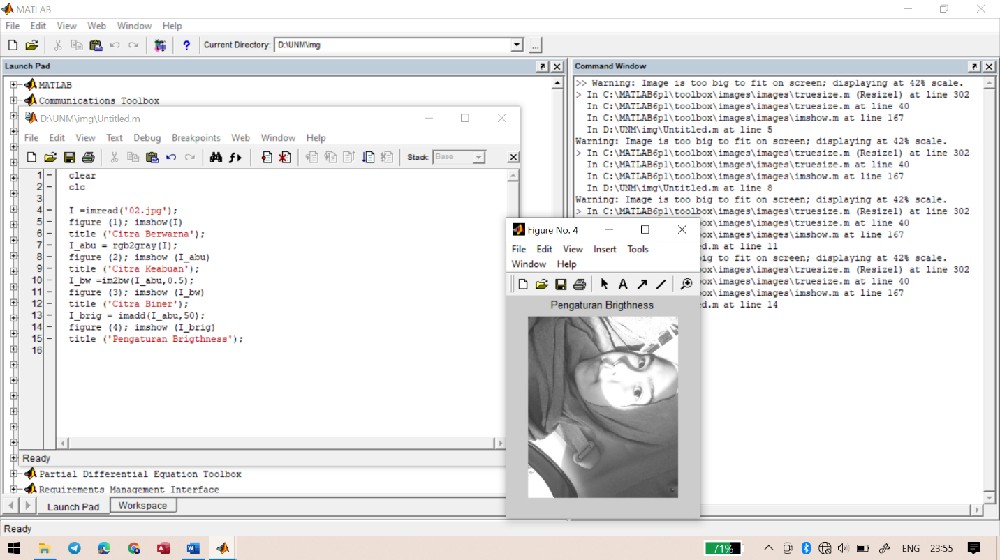 MATLAB
File Edit View Web Window Help
? Current Directory: D:\UNM\img ...
Launch Pad
MATLAB
Communications Toolbox
D:\UNM\img\Untitled.m
File Edit View Text Debug Breakpoints Web Window Help
Stack: Base
1 - clear
2 - clc
3
4 - I =imread('02.jpg');
5 - figure (1); imshow(I)
6 - title ('Citra Berwarna');
7 - I_abu = rgb2gray(I);
8 - figure (2); imshow (I_abu)
9 - title ('Citra Keabuan');
10 - I_bw =im2bw(I_abu,0.5);
11 - figure (3); imshow (I_bw)
12 - title ('Citra Biner');
13 - I_brig = imadd(I_abu,50);
14 - figure (4); imshow (I_brig)
15 - title ('Pengaturan Brigthness');
16
Ready
Partial Differential Equation Toolbox
Requirements Management Interface
Launch Pad Workspace
Command Window
>> Warning: Image is too big to fit on screen; displaying at 42% scale.
> In C:\MATLAB6p1\toolbox\images\images\truesize.m (Resize1) at line 302
In C:\MATLAB6p1\toolbox\images\images\truesize.m at line 40
In C:\MATLAB6p1\toolbox\images\images\imshow.m at line 167
In D:\UNM\img\Untitled.m at line 5
Warning: Image is too big to fit on screen; displaying at 42% scale.
> In C:\MATLAB6p1\toolbox\images\images\truesize.m (Resize1) at line 302
In C:\MATLAB6p1\toolbox\images\images\truesize.m at line 40
In C:\MATLAB6p1\toolbox\images\images\imshow.m at line 167
In D:\UNM\img\Untitled.m at line 8
Warning: Image is too big to fit on screen; displaying at 42% scale.
> In C:\MATLAB6p1\toolbox\images\images\truesize.m (Resize1) at line 302
ox\images\images\truesize.m at line 40
ox\images\images\imshow.m at line 167
d.m at line 11
big to fit on screen; displaying at 42% scale.
ox\images\images\truesize.m (Resize1) at line 302
ox\images\images\truesize.m at line 40
ox\images\images\imshow.m at line 167
d.m at line 14
Figure No. 4
File Edit View Insert Tools
Window Help
A
Pengaturan Brigthness
Ready
71% ENG 23:55